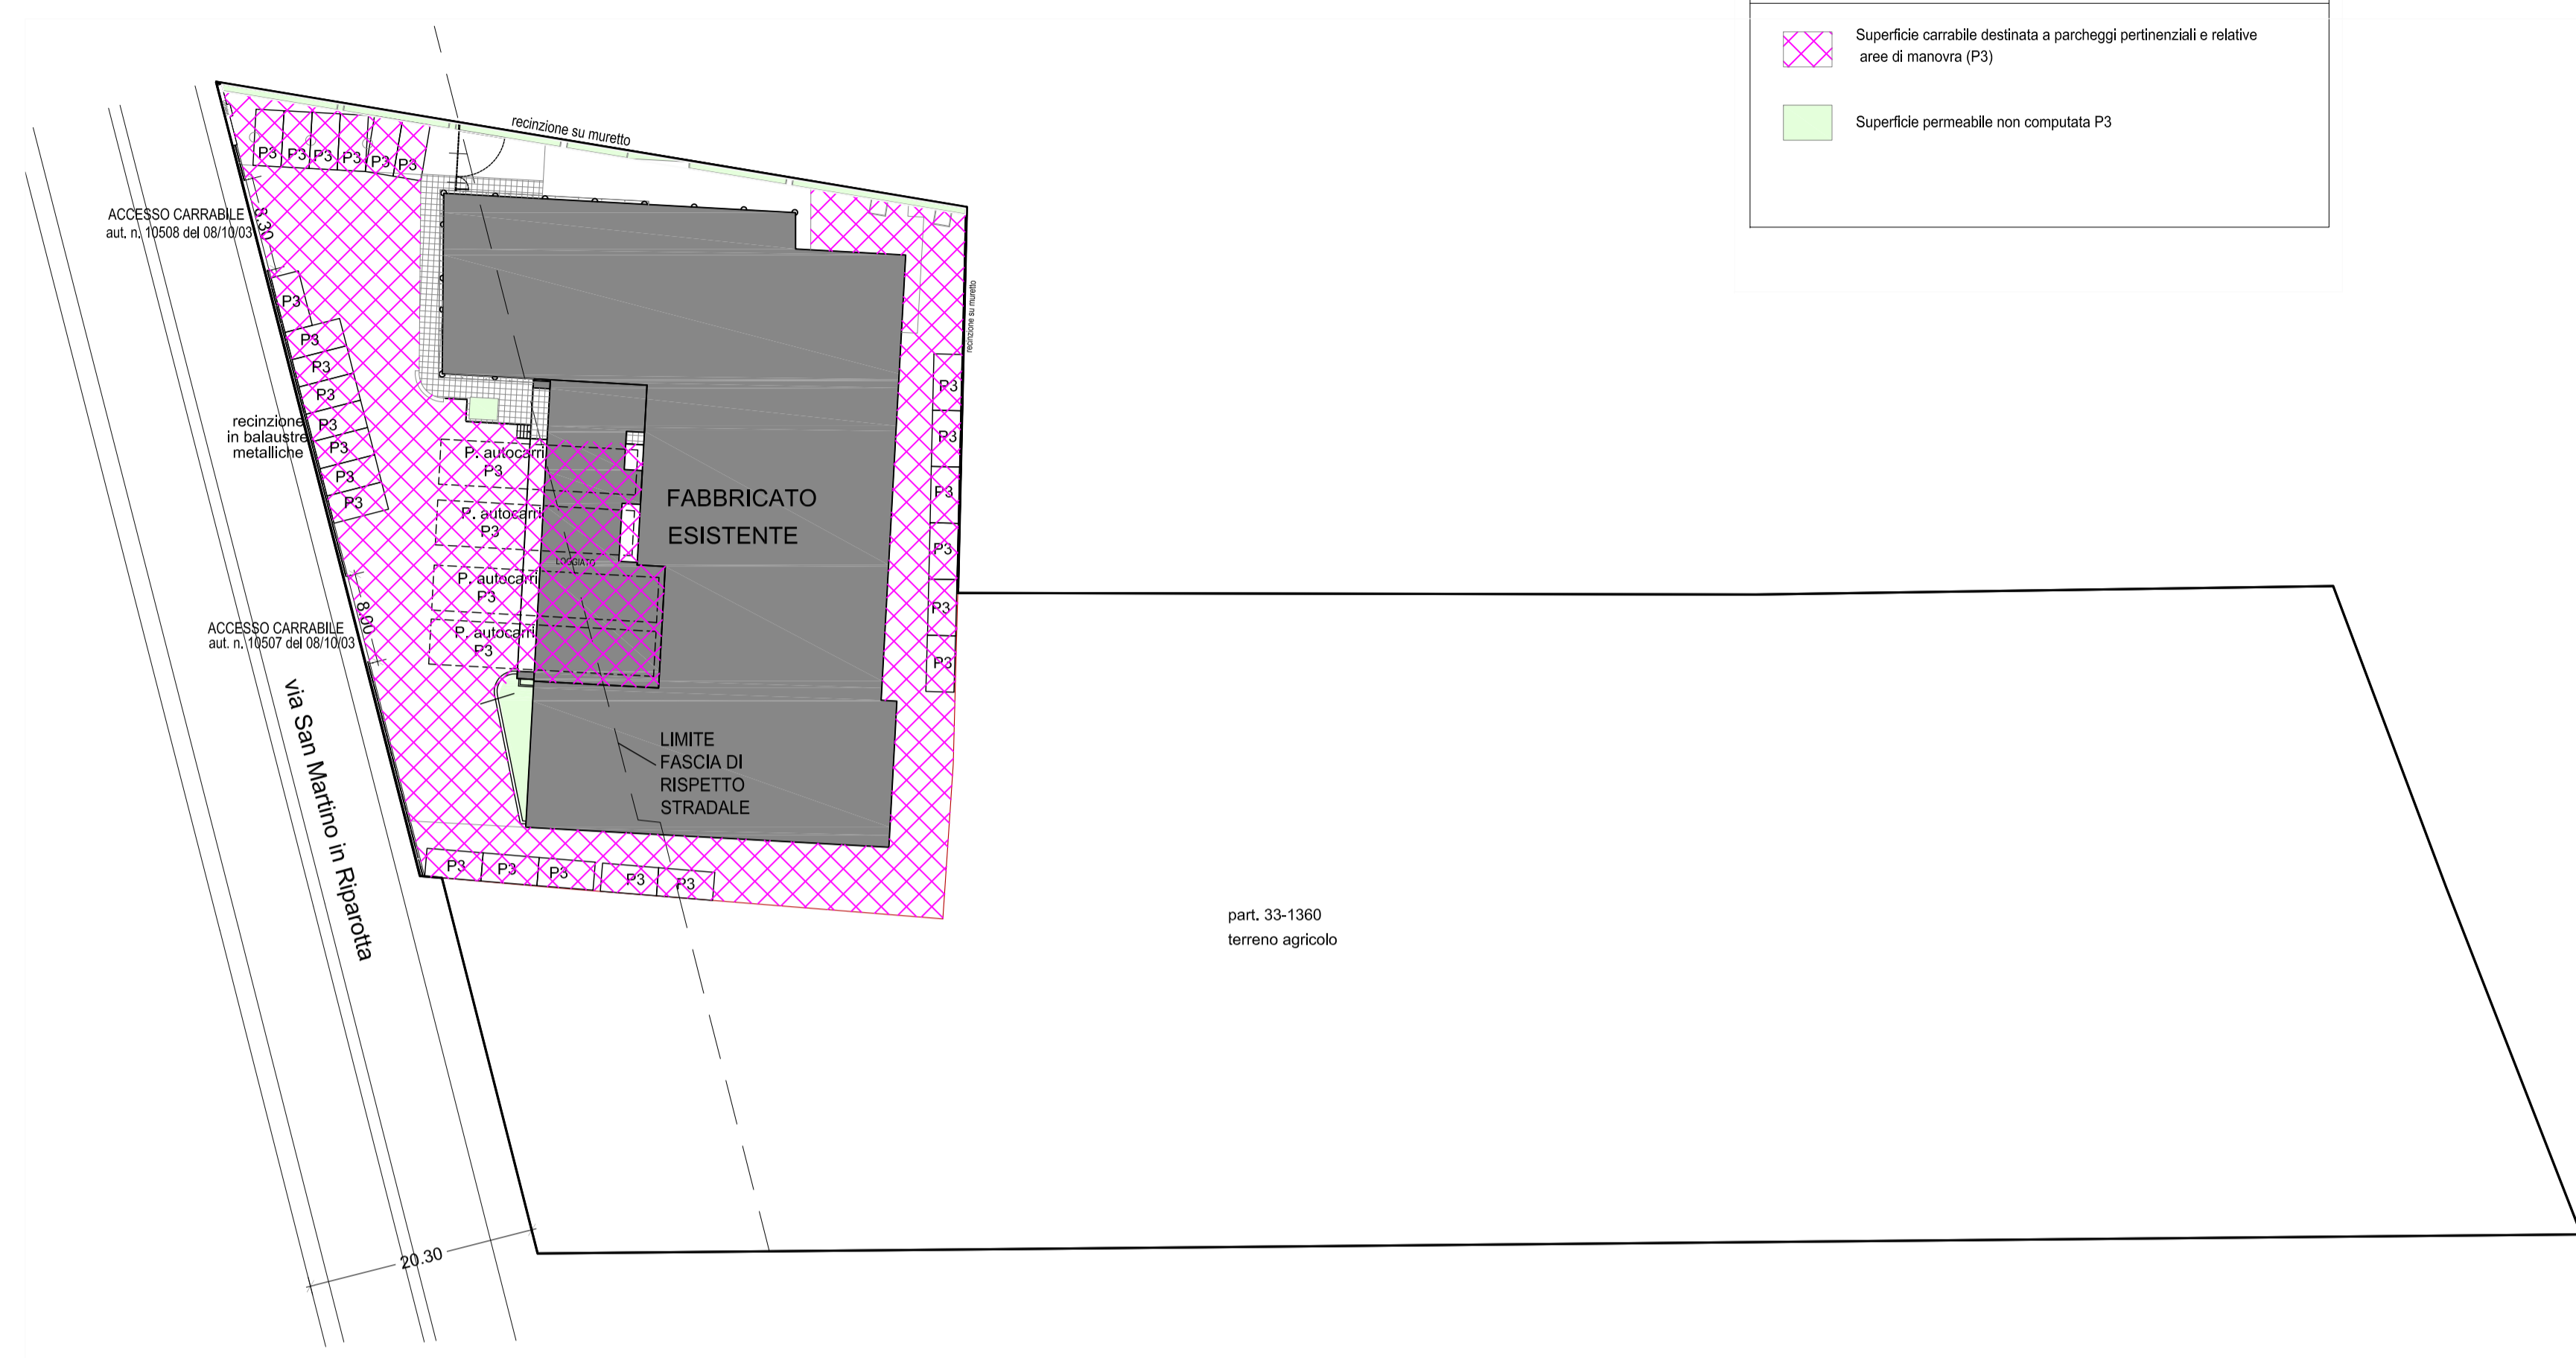 Superficie carrabile destinata a parcheggi pertinenziali e relative
aree di manovra (P3)
Superficie permeabile non computata P3
recinzione su muretto
P3 P3 P3 P3 P3 P3
ACCESSO CARRABILE
aut. n. 10508 del 08/10/03
8.30
P3
P3
P3
P3
P3
P3
P3
P3
recinzione
in balaustre
metalliche
recinzione su muretto
P3
P3
P3
P3
P3
P3
P. autocarri
P3
P. autocarri
P3
P. autocarri
P3
P. autocarri
P3
LOGGIATO
FABBRICATO
ESISTENTE
ACCESSO CARRABILE
aut. n. 10507 del 08/10/03
8.00
via San Martino in Riparotta
LIMITE
FASCIA DI
RISPETTO
STRADALE
P3 P3 P3 P3 P3
part. 33-1360
terreno agricolo
20.30